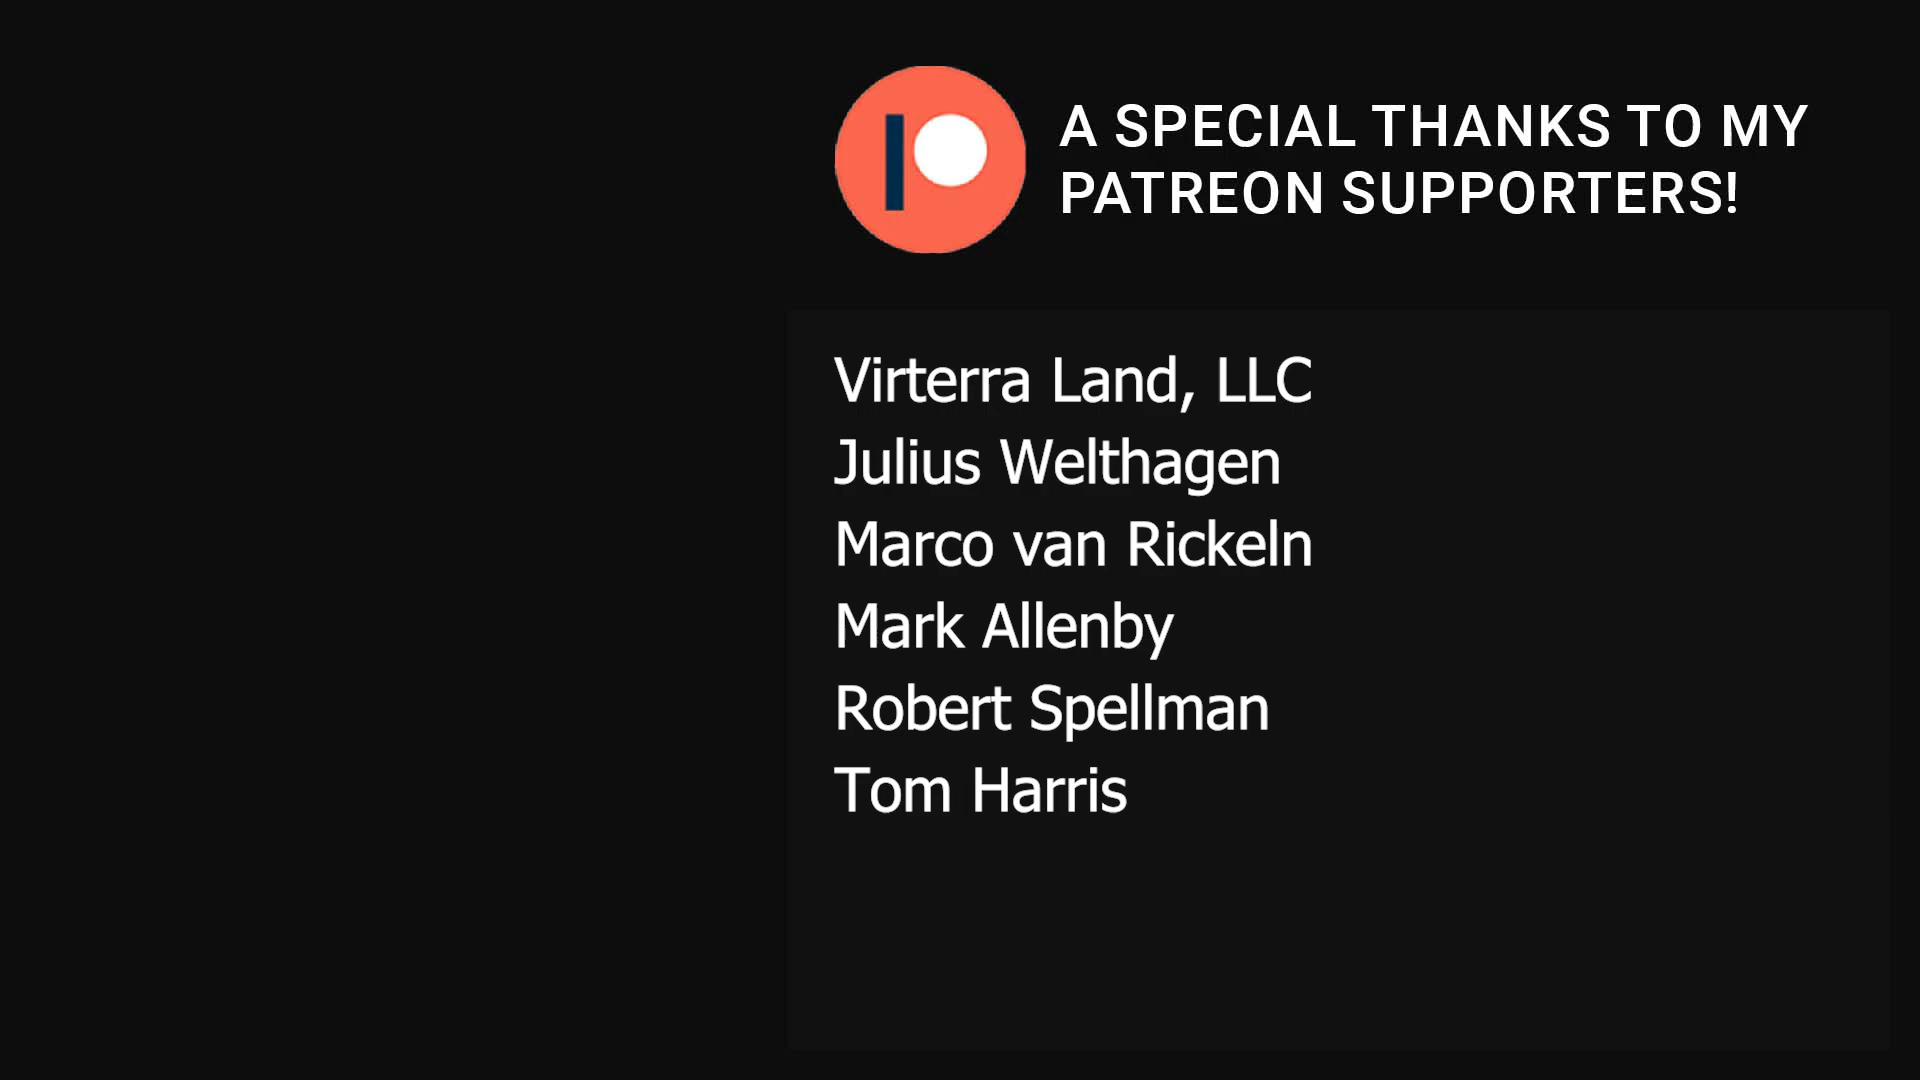 A SPECIAL THANKS TO MY
PATREON SUPPORTERS!
Virterra Land, LLC
Julius Welthagen
Marco van Rickeln
Mark Allenby
Robert Spellman
Tom Harris